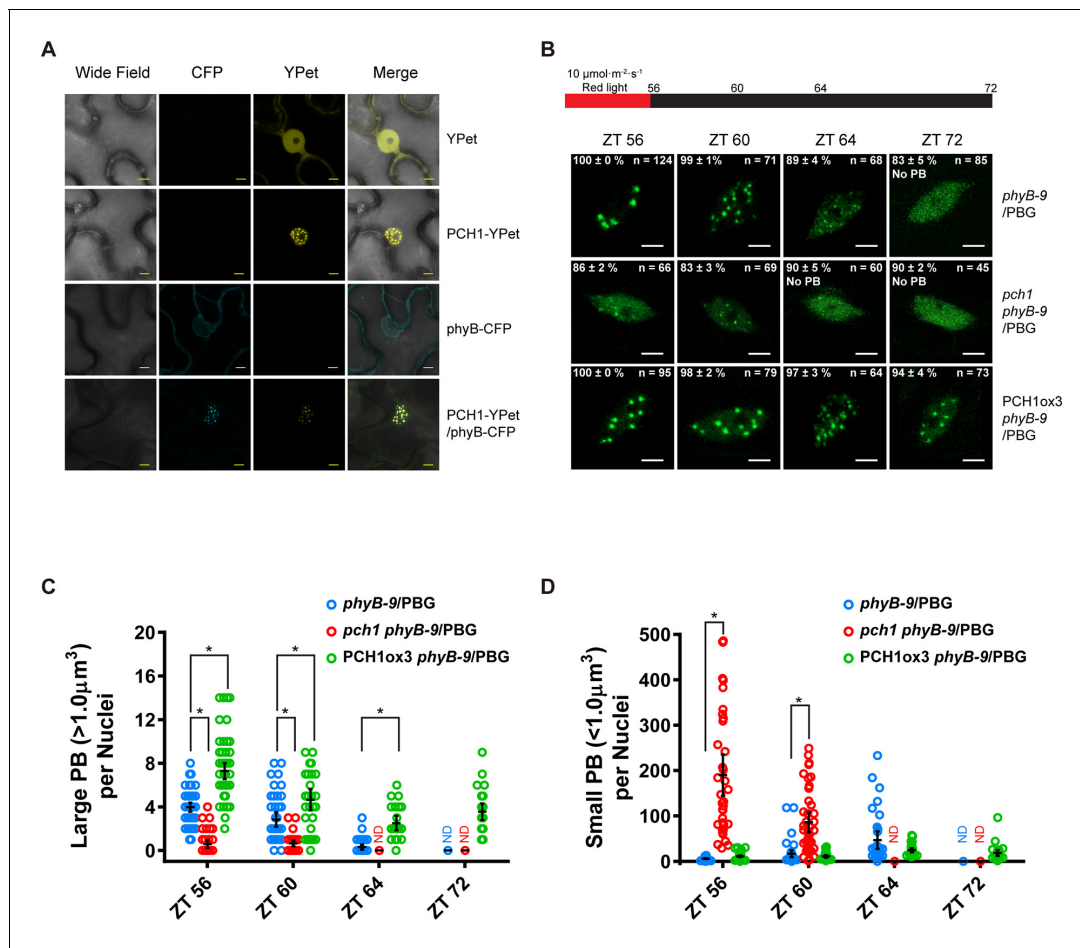 A
Wide Field CFP YPet Merge
YPet
PCH1-YPet
phyB-CFP
PCH1-YPet
/phyB-CFP
B
10 μmol·m⁻²·s⁻¹
Red light 56 60 64 72
ZT 56 ZT 60 ZT 64 ZT 72
100 ± 0 % n = 124 99 ± 1% n = 71 89 ± 4 % n = 68 83 ± 5 % n = 85
No PB
phyB-9
/PBG
86 ± 2 % n = 66 83 ± 3 % n = 69 90 ± 5 % n = 60 90 ± 2 % n = 45
No PB No PB
pch1
phyB-9
/PBG
100 ± 0 % n = 95 98 ± 2 % n = 79 97 ± 3 % n = 64 94 ± 4 % n = 73
PCH1ox3
phyB-9
/PBG
C
phyB-9/PBG
pch1 phyB-9/PBG
PCH1ox3 phyB-9/PBG
Large PB (>1.0μm³)
per Nuclei
20
16
12
8
4
0
* * * * *
ND ND ND
ZT 56 ZT 60 ZT 64 ZT 72
D
phyB-9/PBG
pch1 phyB-9/PBG
PCH1ox3 phyB-9/PBG
Small PB (<1.0μm³)
per Nuclei
500
400
300
200
100
0
* *
ND ND ND
ZT 56 ZT 60 ZT 64 ZT 72